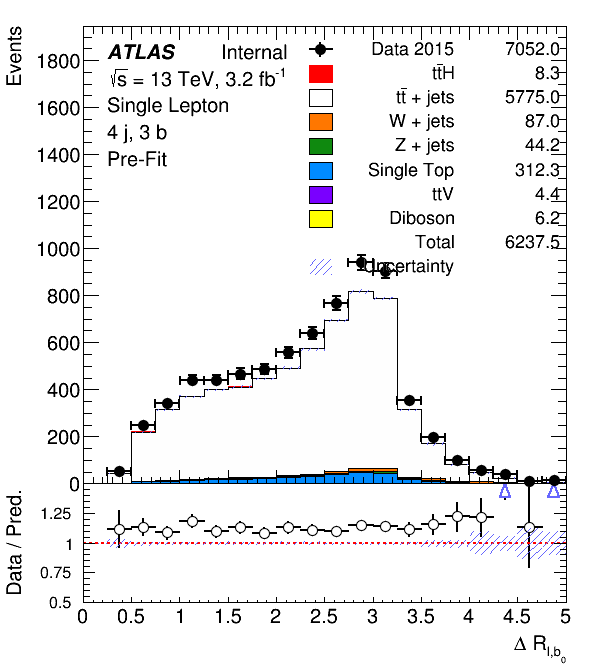 Events
1800
1600
1400
1200
1000
800
600
400
200
0
ATLAS Internal
√s = 13 TeV, 3.2 fb⁻¹
Single Lepton
4 j, 3 b
Pre-Fit
Data 2015 7052.0
tt̄H 8.3
tt̄ + jets 5775.0
W + jets 87.0
Z + jets 44.2
Single Top 312.3
ttV 4.4
Diboson 6.2
Total 6237.5
Uncertainty
Data / Pred.
1.25
1
0.75
0.5
0 0.5 1 1.5 2 2.5 3 3.5 4 4.5 5
Δ R_{l,b_0}